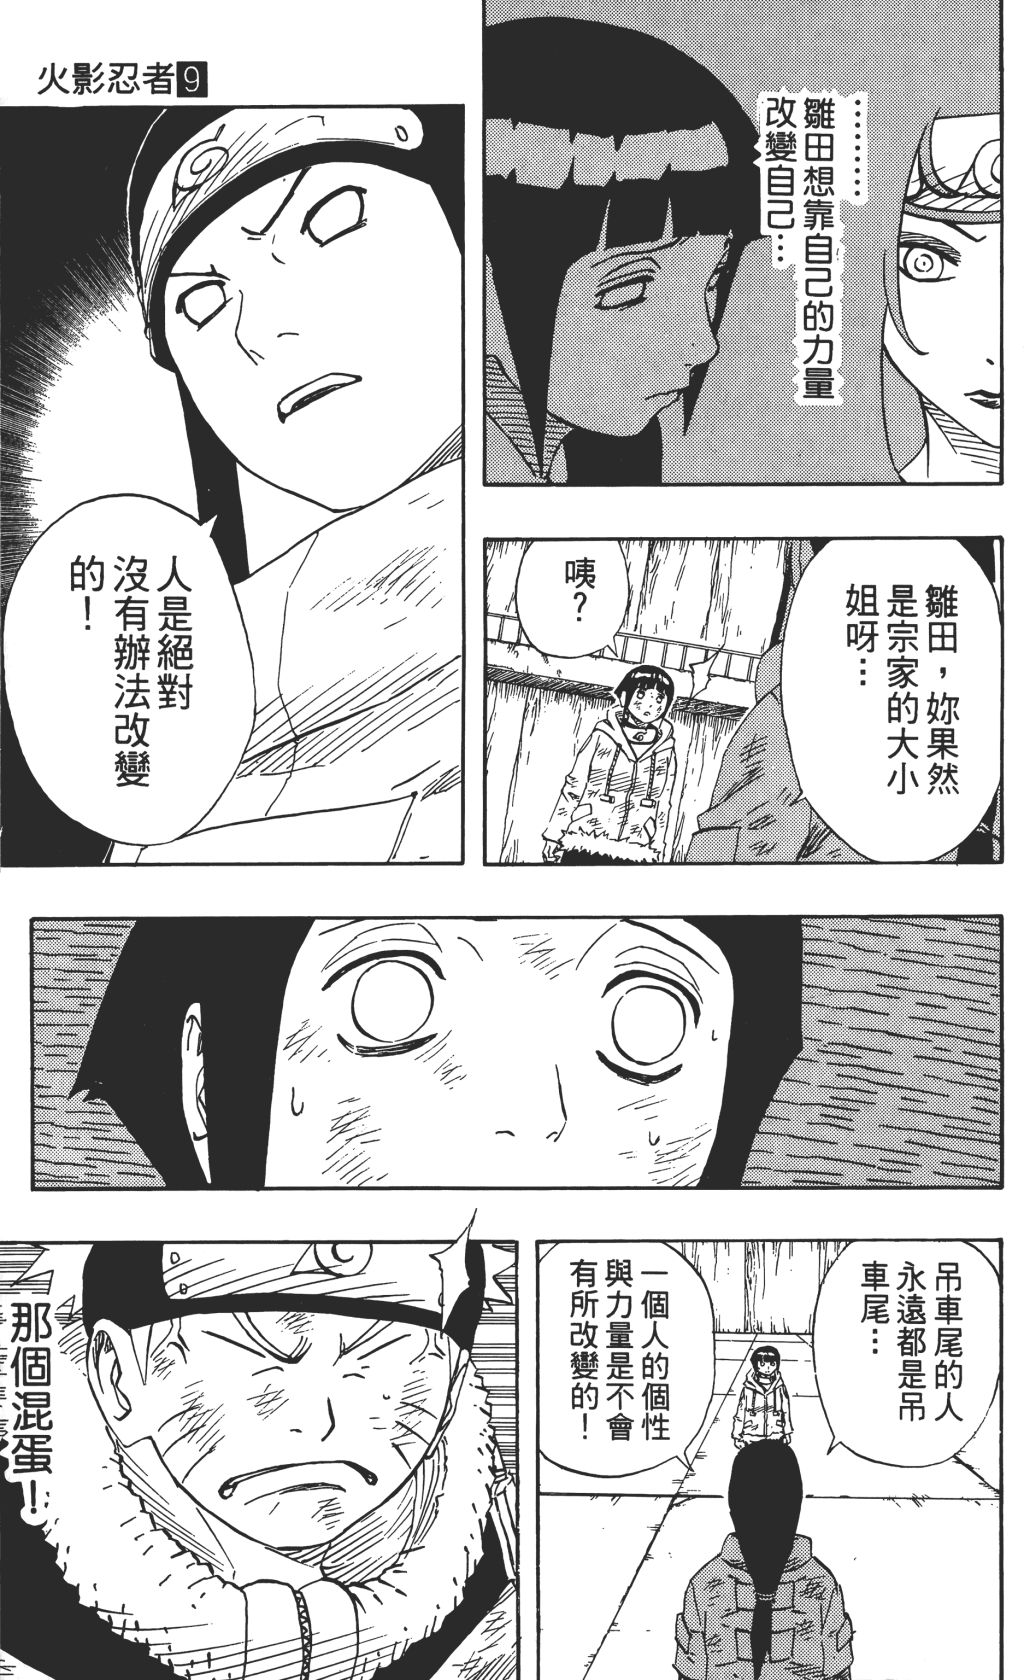 火影忍者9
………
雛田想靠自己的力量
改變自己…
雛田，妳果然
是宗家的大小
姐呀…
咦？
人是絕對
沒有辦法改變
的！
吊車尾的人
永遠都是吊
車尾…
一個人的個性
與力量是不會
有所改變的！
那個混蛋！